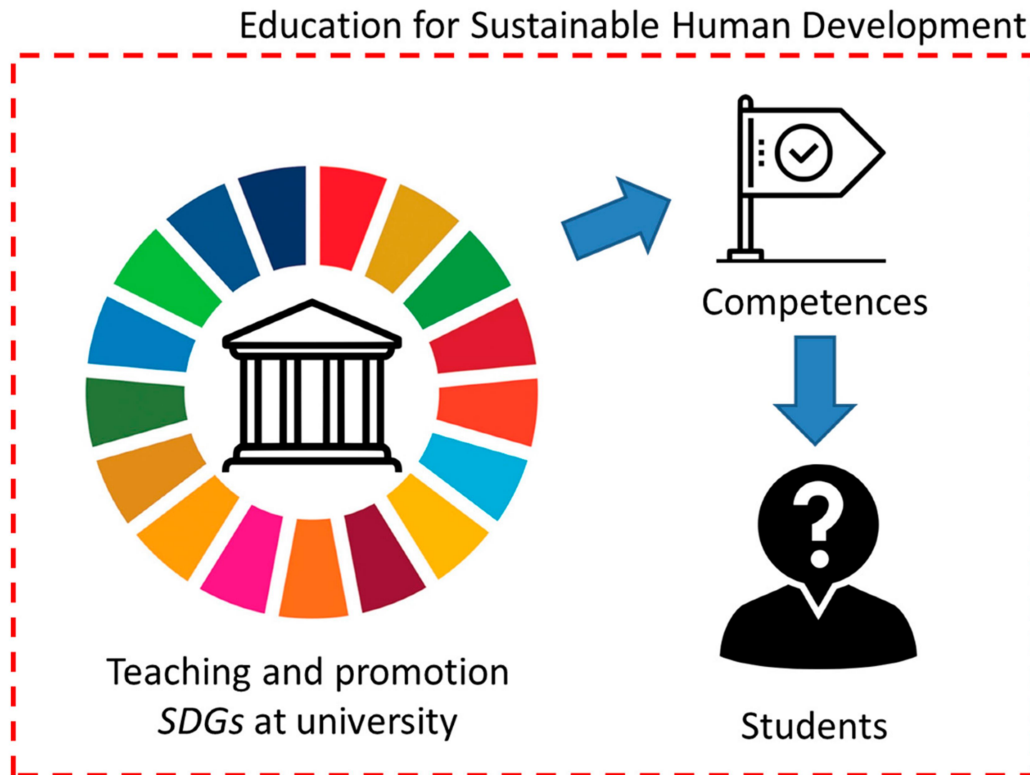 Education for Sustainable Human Development
Competences
Teaching and promotion
SDGs at university
Students